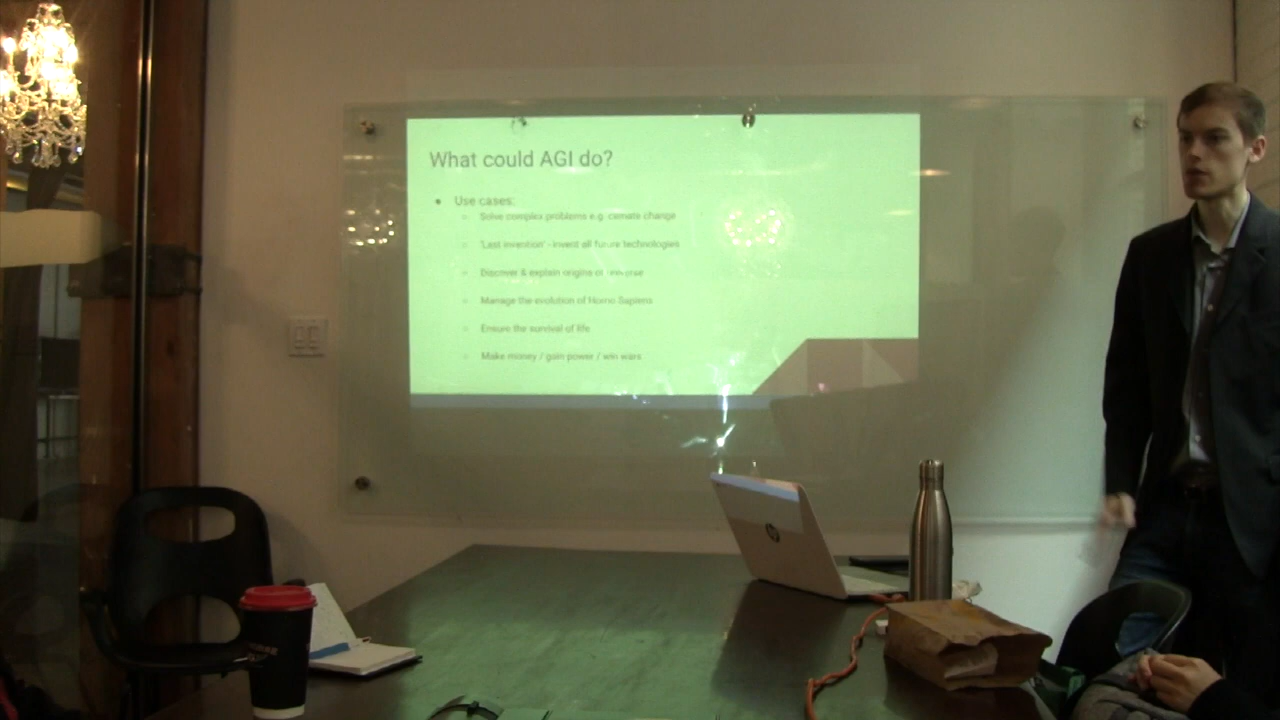 What could AGI do?
● Use cases:
○ Solve complex problems e.g. climate change
○ 'Last invention' - invent all future technologies
○ Discover & explain origins of universe
○ Manage the evolution of Homo Sapiens
○ Ensure the survival of life
○ Make money / gain power / win wars
hp